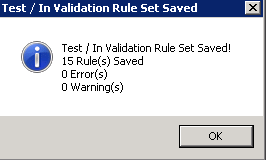 Test / In Validation Rule Set Saved
Test / In Validation Rule Set Saved!
15 Rule(s) Saved
0 Error(s)
0 Warning(s)
OK